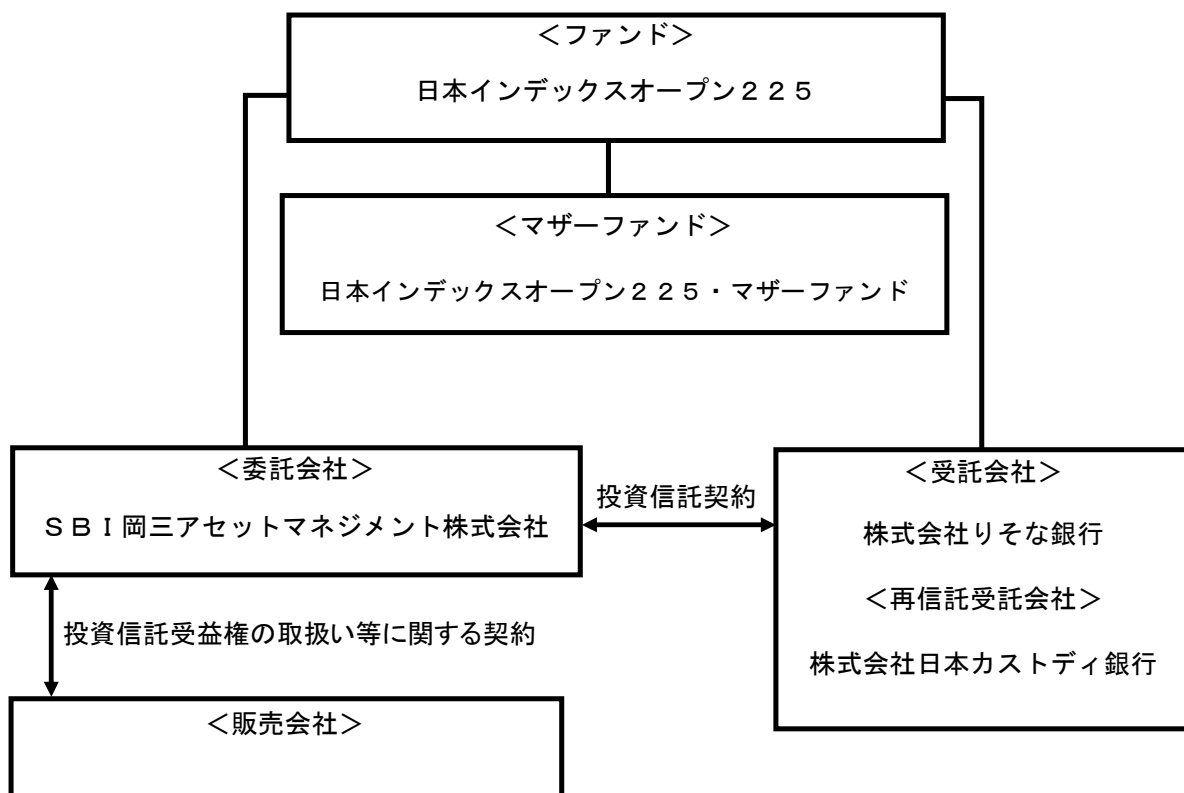 ＜ファンド＞
日本インデックスオープン２２５
＜マザーファンド＞
日本インデックスオープン２２５・マザーファンド
＜委託会社＞
ＳＢＩ岡三アセットマネジメント株式会社
投資信託契約
＜受託会社＞
株式会社りそな銀行
＜再信託受託会社＞
株式会社日本カストディ銀行
投資信託受益権の取扱い等に関する契約
＜販売会社＞